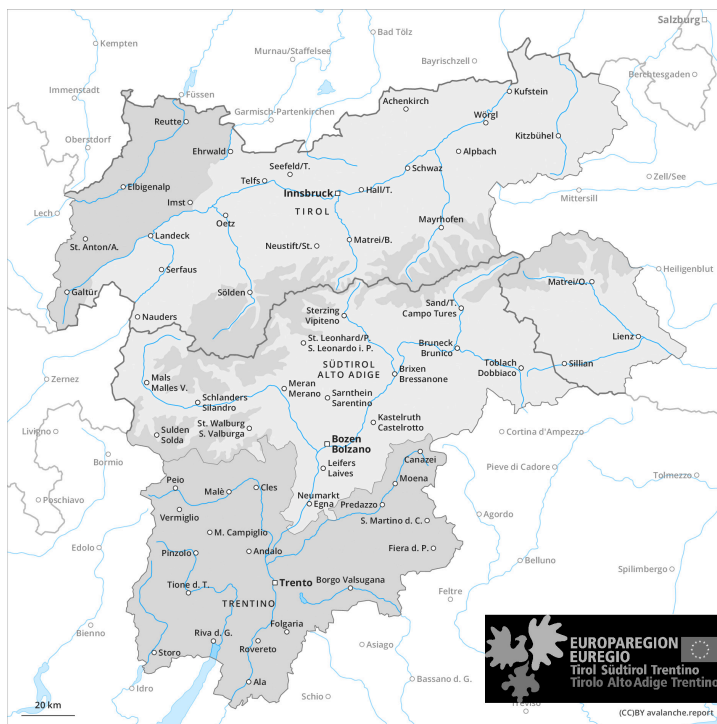 Salzburg
Kempten
Bad Tölz
Murnau/Staffelsee
Bayrischzell
Berchtesgaden
Immenstadt
Füssen
Garmisch-Partenkirchen
Achenkirch
Kufstein
Reutte
Wörgl
Oberstdorf
Ehrwald
Kitzbühel
Alpbach
Seefeld/T.
Schwaz
Telfs
Zell/See
Elbigenalp
Innsbruck
Hall/T.
Mittersill
Imst
TIROL
Lech
Oetz
Mayrhofen
St. Anton/A.
Landeck
Neustift/St.
Matrei/B.
Serfaus
Heiligenblut
Galtür
Sölden
Matrei/O.
Nauders
Sterzing
Vipiteno
Sand/T.
Campo Tures
St. Leonhard/P.
S. Leonardo i. P.
Lienz
Bruneck
Brunico
SÜDTIROL
ALTO ADIGE
Toblach
Dobbiaco
Sillian
Brixen
Bressanone
Zernez
Mals
Malles V.
Meran
Merano
Sarnthein
Sarentino
Schlanders
Silandro
Kastelruth
Castelrotto
St. Walburg
S. Valburga
Livigno
Sulden
Solda
Cortina d'Ampezzo
Bozen
Bolzano
Bormio
Canazei
Leifers
Laives
Pieve di Cadore
Tolmezzo
Poschiavo
Peio
Malè
Cles
Moena
Neumarkt
Egna
Predazzo
Vermiglio
Agordo
S. Martino d. C.
M. Campiglio
Edolo
Pinzolo
Andalo
Fiera d. P.
Belluno
Spilimbergo
Tione d. T.
Trento
Borgo Valsugana
Feltre
TRENTINO
Bienno
Folgaria
Riva d. G.
Rovereto
Asiago
Storo
Ala
Bassano d. G.
Idro
Schio
Treviso
EUROPAREGION
EUREGIO
Tirol Südtirol Trentino
Tirolo Alto Adige Trentino
20 km
(CC)BY avalanche.report